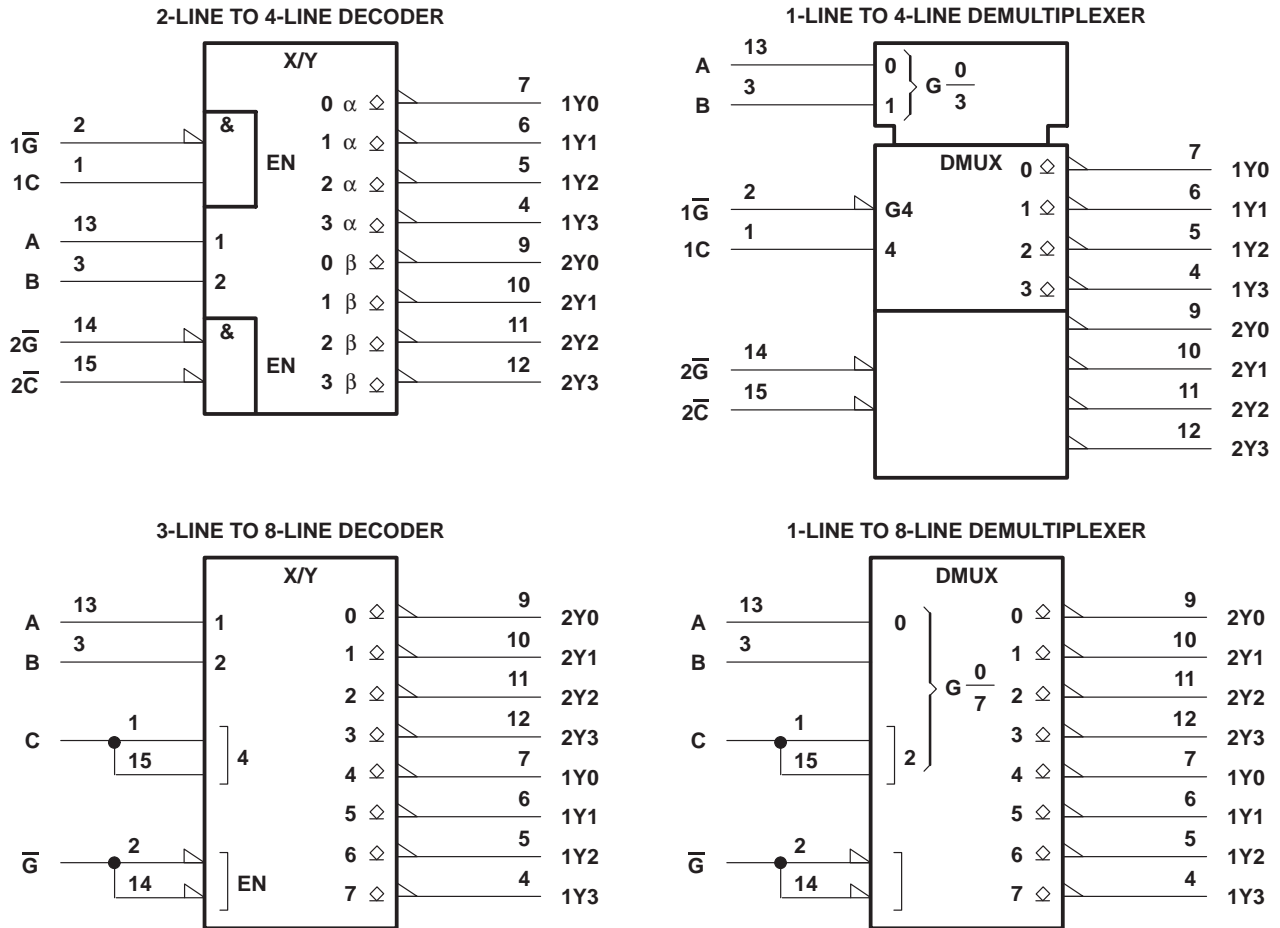 2-LINE TO 4-LINE DECODER
X/Y
1G̅ 2 & EN
1C 1
A 13 1
B 3 2
2G̅ 14 & EN
2C̅ 15
0 α 7 1Y0
1 α 6 1Y1
2 α 5 1Y2
3 α 4 1Y3
0 β 9 2Y0
1 β 10 2Y1
2 β 11 2Y2
3 β 12 2Y3
1-LINE TO 4-LINE DEMULTIPLEXER
A 13 0
B 3 1
G 0
3
DMUX
1G̅ 2 G4
1C 1 4
2G̅ 14
2C̅ 15
0 7 1Y0
1 6 1Y1
2 5 1Y2
3 4 1Y3
9 2Y0
10 2Y1
11 2Y2
12 2Y3
3-LINE TO 8-LINE DECODER
X/Y
A 13 1
B 3 2
C 1
15 4
G̅ 2
14 EN
0 9 2Y0
1 10 2Y1
2 11 2Y2
3 12 2Y3
4 7 1Y0
5 6 1Y1
6 5 1Y2
7 4 1Y3
1-LINE TO 8-LINE DEMULTIPLEXER
DMUX
A 13 0
B 3
C 1
15 2
G 0
7
G̅ 2
14
0 9 2Y0
1 10 2Y1
2 11 2Y2
3 12 2Y3
4 7 1Y0
5 6 1Y1
6 5 1Y2
7 4 1Y3